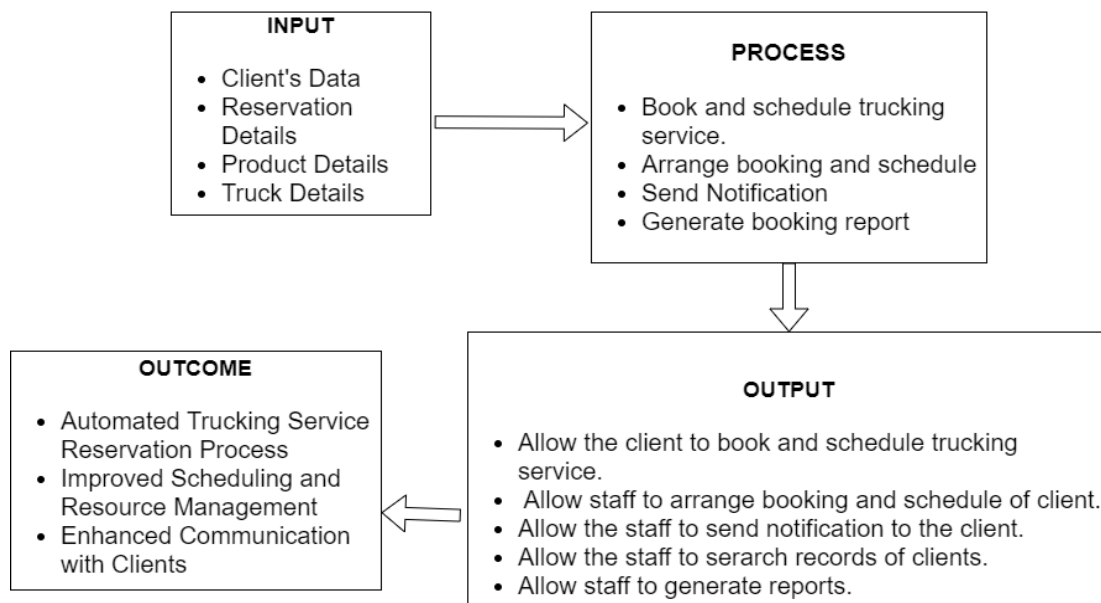 INPUT
• Client's Data
• Reservation
Details
• Product Details
• Truck Details
PROCESS
• Book and schedule trucking
service.
• Arrange booking and schedule
• Send Notification
• Generate booking report
OUTPUT
• Allow the client to book and schedule trucking
service.
• Allow staff to arrange booking and schedule of client.
• Allow the staff to send notification to the client.
• Allow the staff to serarch records of clients.
• Allow staff to generate reports.
OUTCOME
• Automated Trucking Service
Reservation Process
• Improved Scheduling and
Resource Management
• Enhanced Communication
with Clients